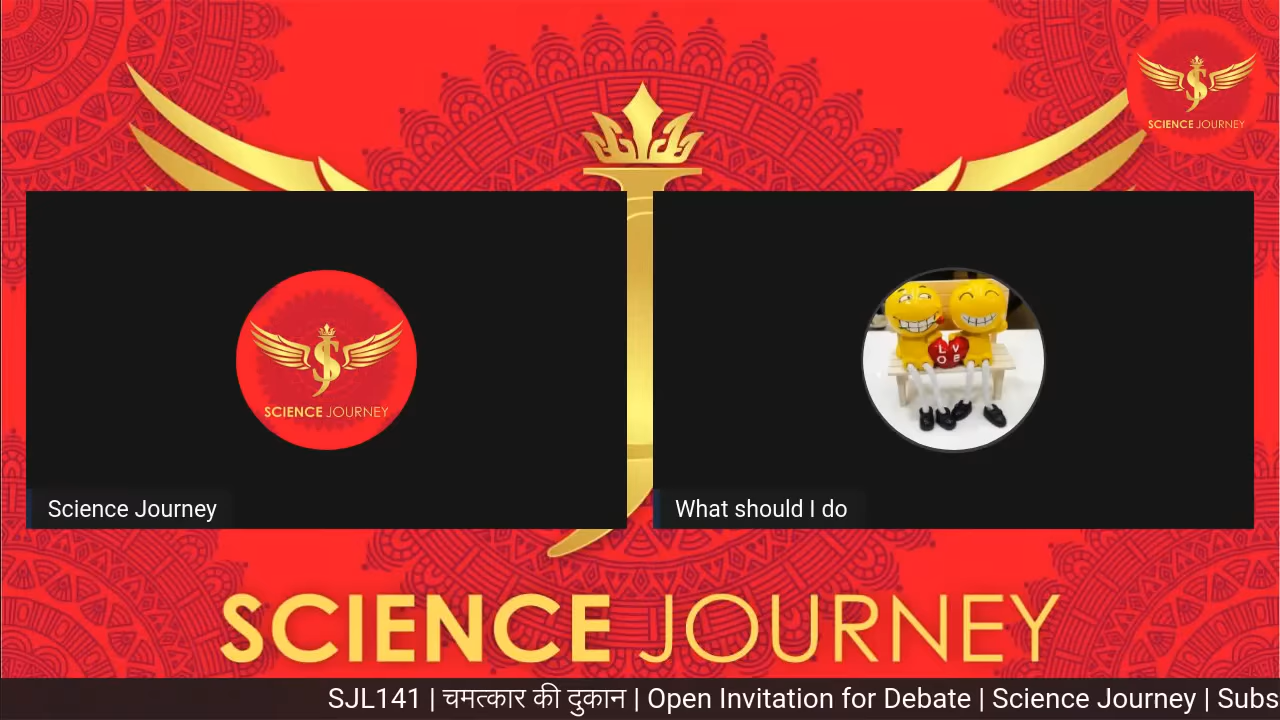 SCIENCE JOURNEY
SCIENCE JOURNEY
L V
O E
Science Journey
What should I do
SCIENCE JOURNEY
SJL141 | चमत्कार की दुकान | Open Invitation for Debate | Science Journey | Subs